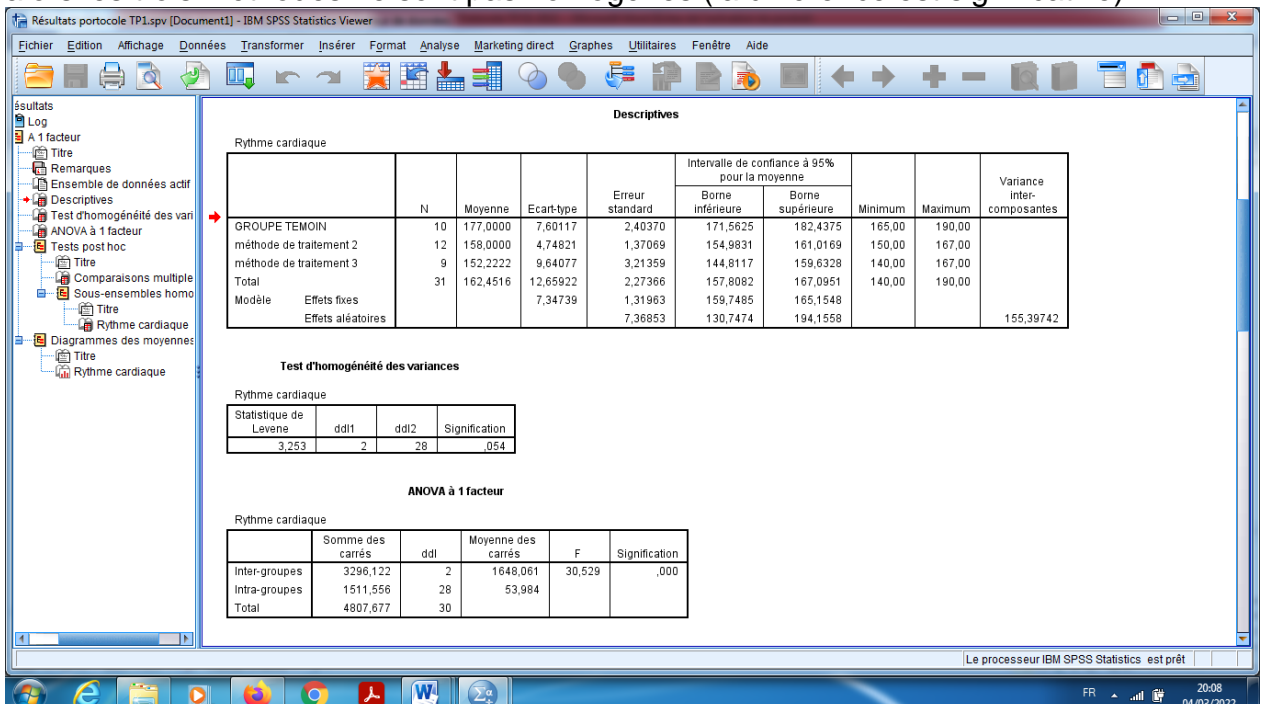 Résultats portocole TP1.spv [Document1] - IBM SPSS Statistics Viewer
Fichier Edition Affichage Données Transformer Insérer Format Analyse Marketing direct Graphes Utilitaires Fenêtre Aide
ésultats
Log
A 1 facteur
Titre
Remarques
Ensemble de données actif
Descriptives
Test d'homogénéité des vari
ANOVA à 1 facteur
Tests post hoc
Titre
Comparaisons multiple
Sous-ensembles homo
Titre
Rythme cardiaque
Diagrammes des moyennes
Titre
Rythme cardiaque
Descriptives
Rythme cardiaque
N Moyenne Ecart-type Erreur standard Intervalle de confiance à 95% pour la moyenne Minimum Maximum Variance inter-composantes
Borne inférieure Borne supérieure
GROUPE TEMOIN 10 177,0000 7,60117 2,40370 171,5625 182,4375 165,00 190,00
méthode de traitement 2 12 158,0000 4,74821 1,37069 154,9831 161,0169 150,00 167,00
méthode de traitement 3 9 152,2222 9,64077 3,21359 144,8117 159,6328 140,00 167,00
Total 31 162,4516 12,65922 2,27366 157,8082 167,0951 140,00 190,00
Modèle Effets fixes 7,34739 1,31963 159,7485 165,1548
Effets aléatoires 7,36853 130,7474 194,1558 155,39742
Test d'homogénéité des variances
Rythme cardiaque
Statistique de Levene ddl1 ddl2 Signification
3,253 2 28 ,054
ANOVA à 1 facteur
Rythme cardiaque
Somme des carrés ddl Moyenne des carrés F Signification
Inter-groupes 3296,122 2 1648,061 30,529 ,000
Intra-groupes 1511,556 28 53,984
Total 4807,677 30
Le processeur IBM SPSS Statistics est prêt
FR 20:08
04/03/2022